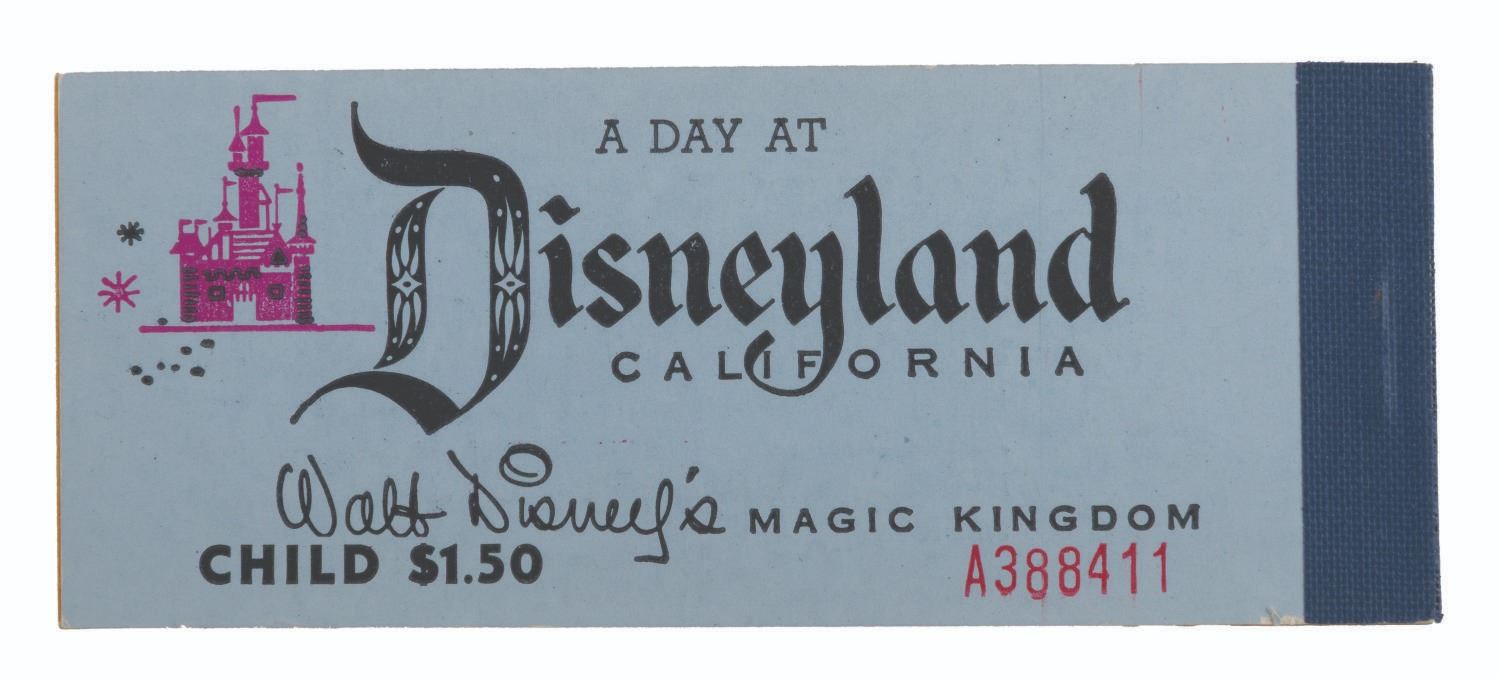 A DAY AT
Disneyland
CALIFORNIA
Walt Disney's MAGIC KINGDOM
CHILD $1.50 A388411